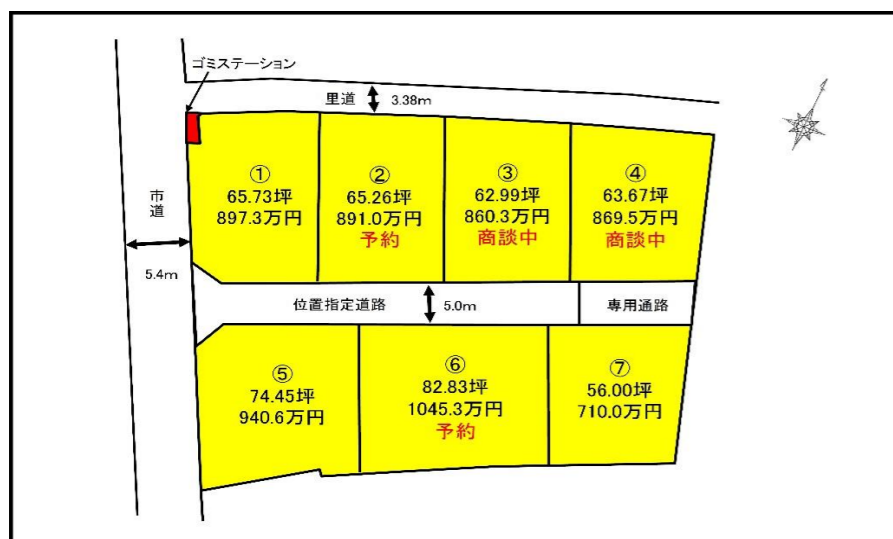 ゴミステーション
里道
3.38m
①
65.73坪
897.3万円
②
65.26坪
891.0万円
予約
③
62.99坪
860.3万円
商談中
④
63.67坪
869.5万円
商談中
市道
5.4m
位置指定道路
5.0m
専用通路
⑤
74.45坪
940.6万円
⑥
82.83坪
1045.3万円
予約
⑦
56.00坪
710.0万円